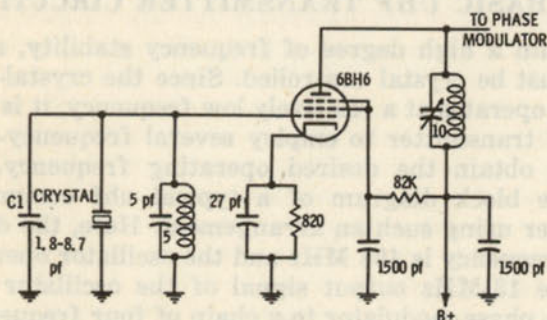 TO PHASE
MODULATOR
6BH6
10
82K
C1
CRYSTAL
5 pf
27 pf
820
1,8-8,7
pf
1500 pf
1500 pf
B+